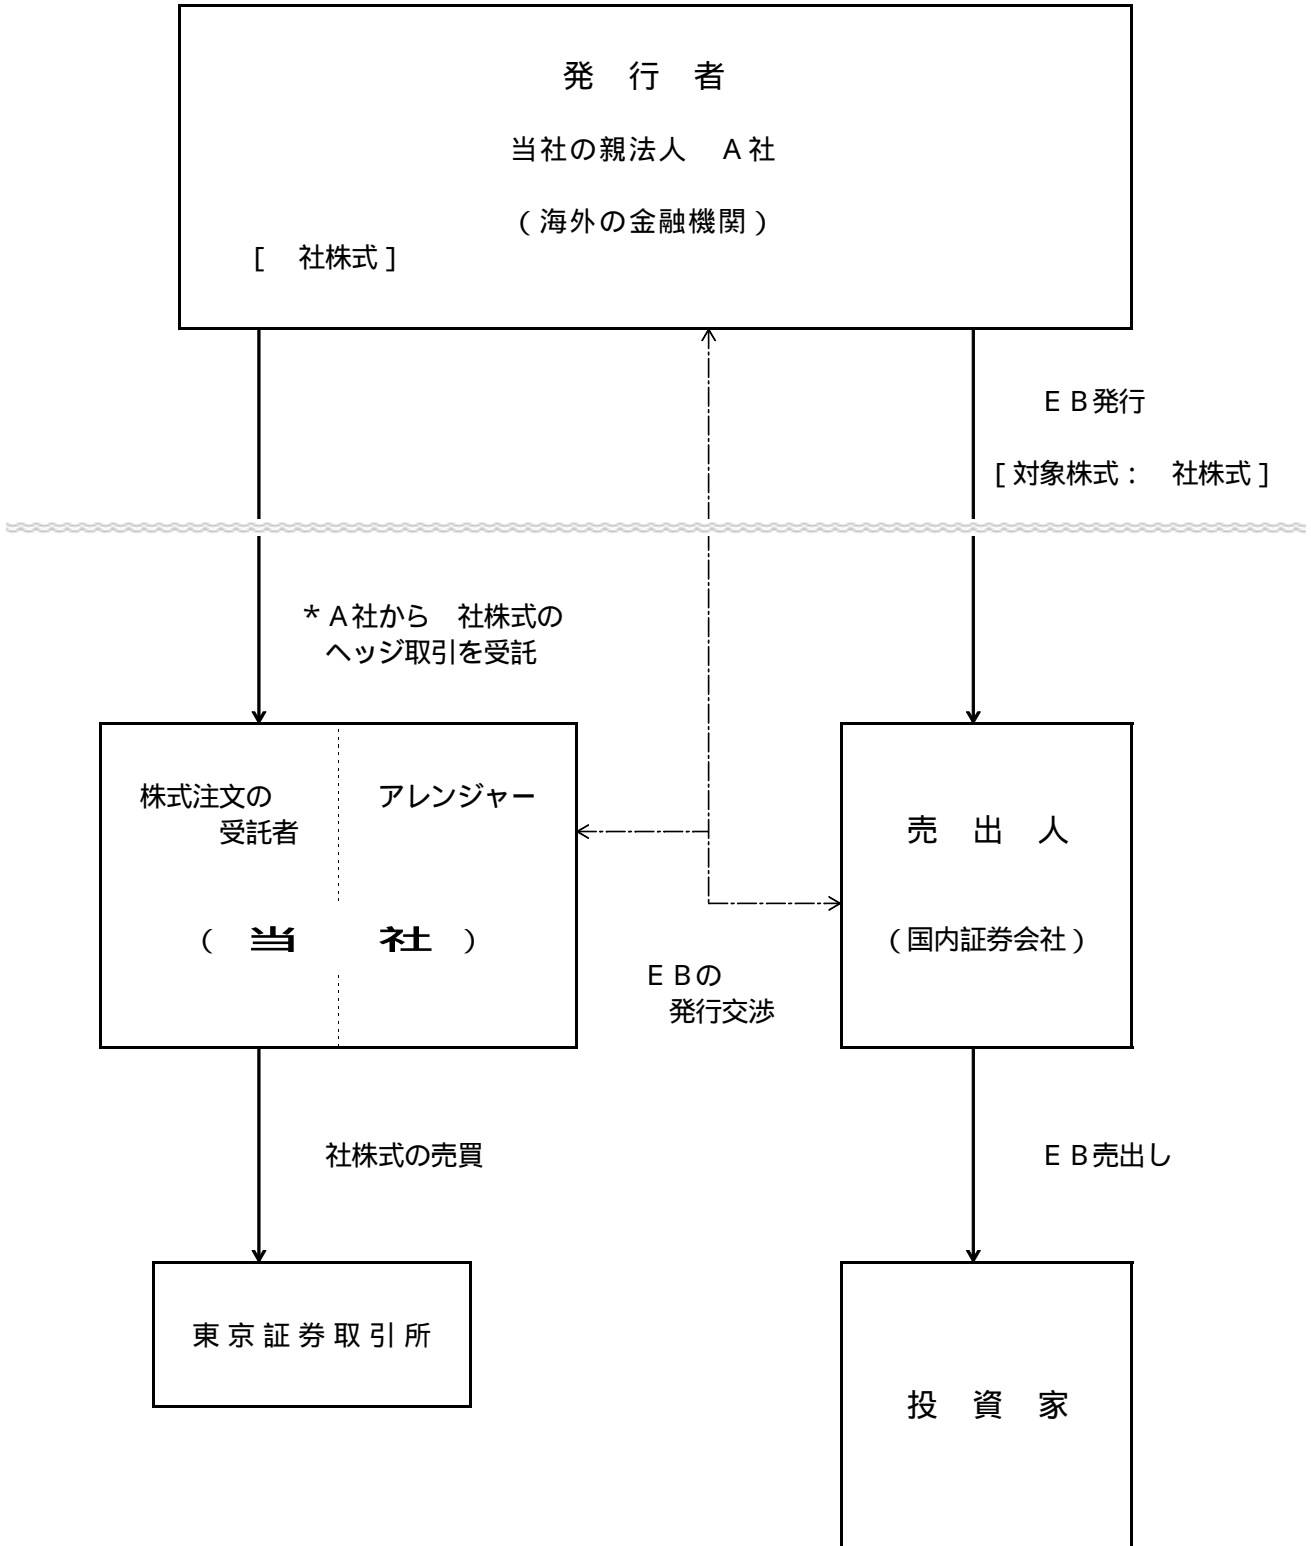 発 行 者
当社の親法人 A社
（海外の金融機関）
[ 社株式 ]
EB発行
[ 対象株式： 社株式 ]
*A社から 社株式の
ヘッジ取引を受託
株式注文の
受託者
アレンジャー
（ 当 社 ）
売 出 人
（国内証券会社）
EBの
発行交渉
社株式の売買
EB売出し
東京証券取引所
投 資 家